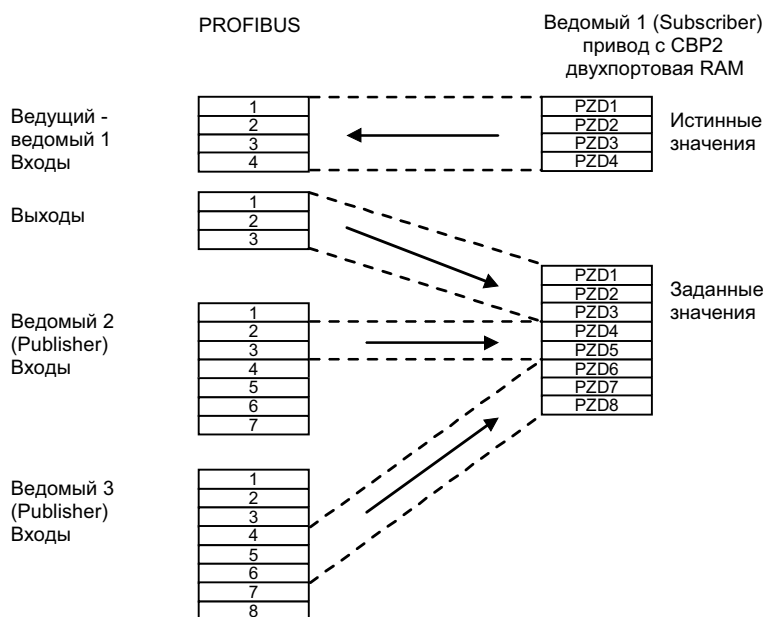 PROFIBUS
Ведомый 1 (Subscriber)
привод с CBP2
двухпортовая RAM
Ведущий -
ведомый 1
Входы
1
2
3
4
PZD1
PZD2
PZD3
PZD4
Истинные
значения
Выходы
1
2
3
PZD1
PZD2
PZD3
PZD4
PZD5
PZD6
PZD7
PZD8
Заданные
значения
Ведомый 2
(Publisher)
Входы
1
2
3
4
5
6
7
Ведомый 3
(Publisher)
Входы
1
2
3
4
5
6
7
8